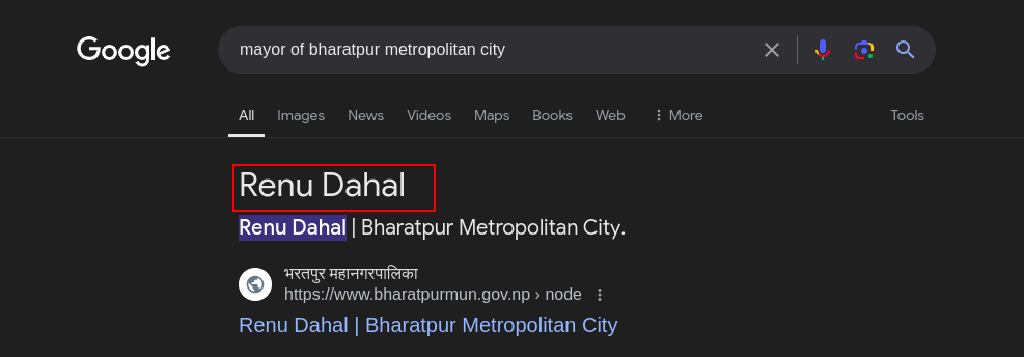 Google
mayor of bharatpur metropolitan city
All Images News Videos Maps Books Web More Tools
Renu Dahal
Renu Dahal | Bharatpur Metropolitan City.
भरतपुर महानगरपालिका
https://www.bharatpurmun.gov.np › node
Renu Dahal | Bharatpur Metropolitan City